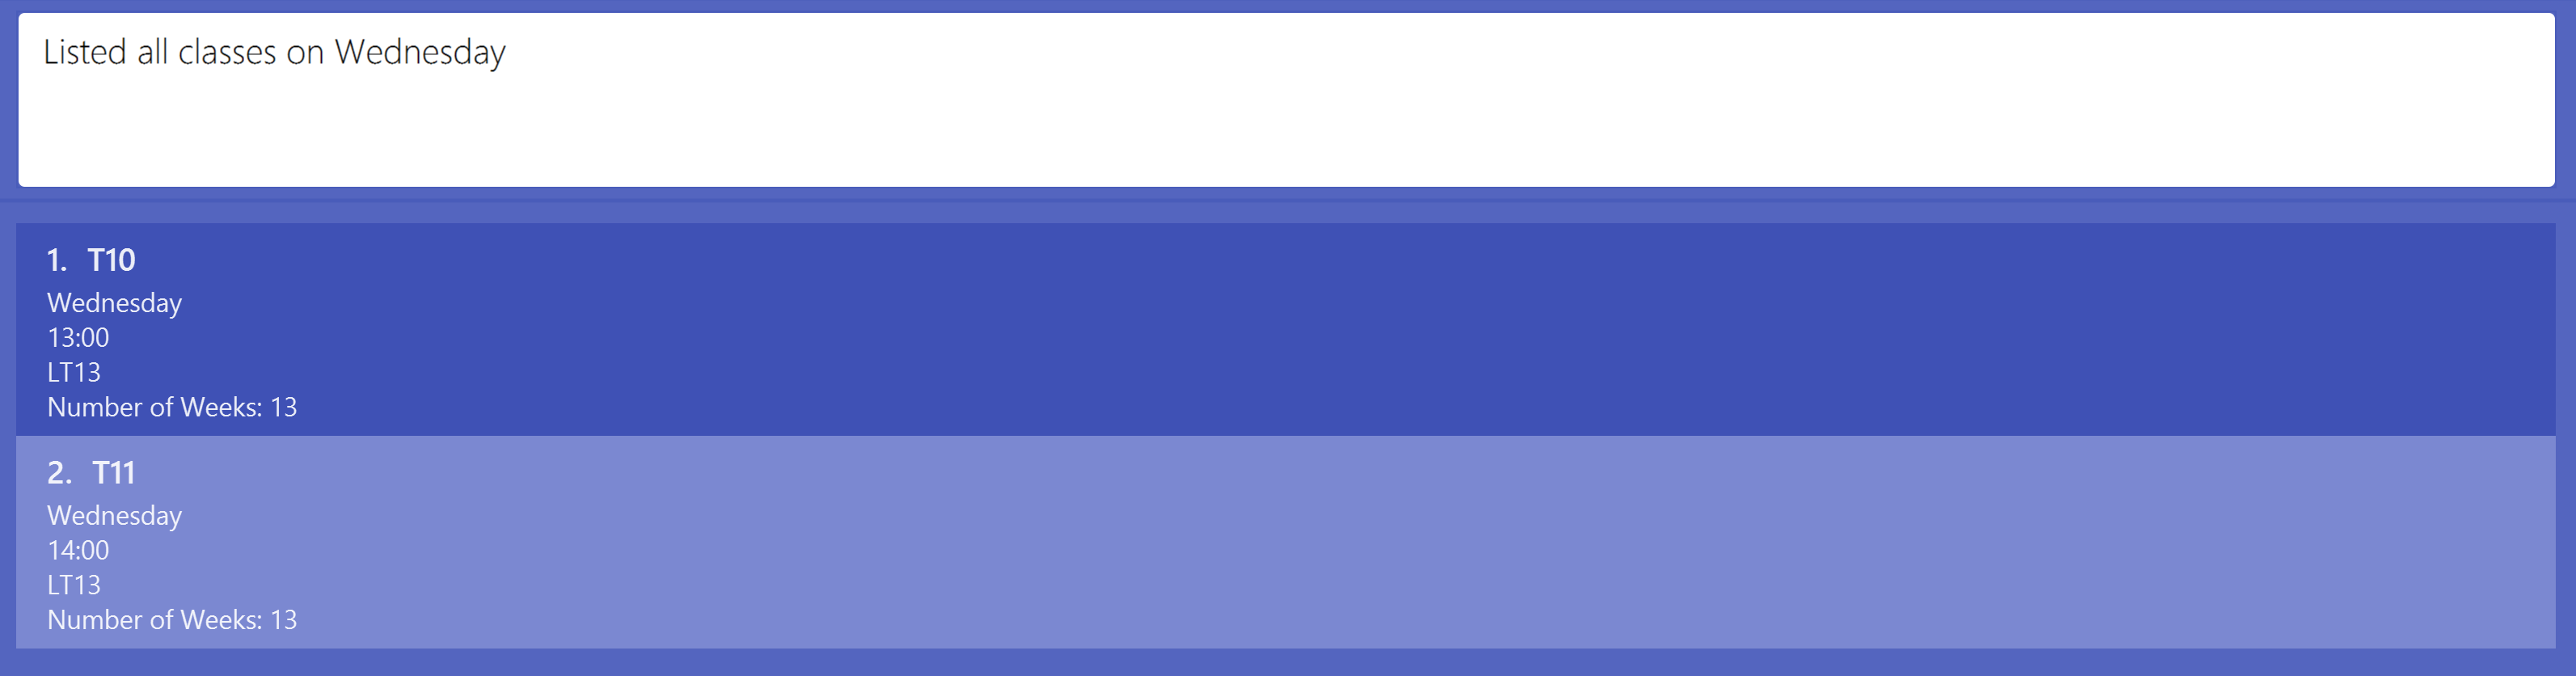 Listed all classes on Wednesday
1. T10
Wednesday
13:00
LT13
Number of Weeks: 13
2. T11
Wednesday
14:00
LT13
Number of Weeks: 13